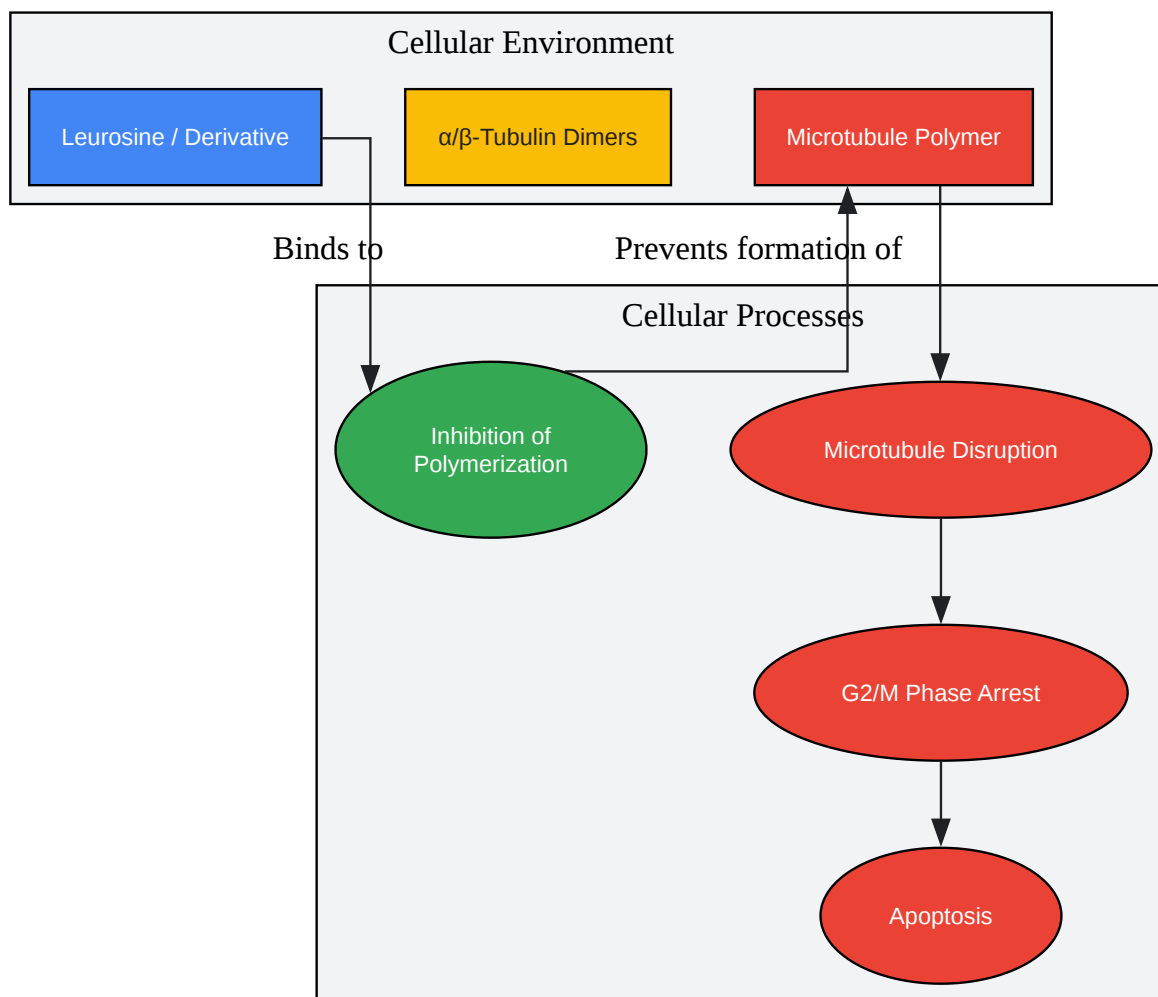 Cellular Environment
Leurosine / Derivative
α/β-Tubulin Dimers
Microtubule Polymer
Binds to
Prevents formation of
Cellular Processes
Inhibition of
Polymerization
Microtubule Disruption
G2/M Phase Arrest
Apoptosis